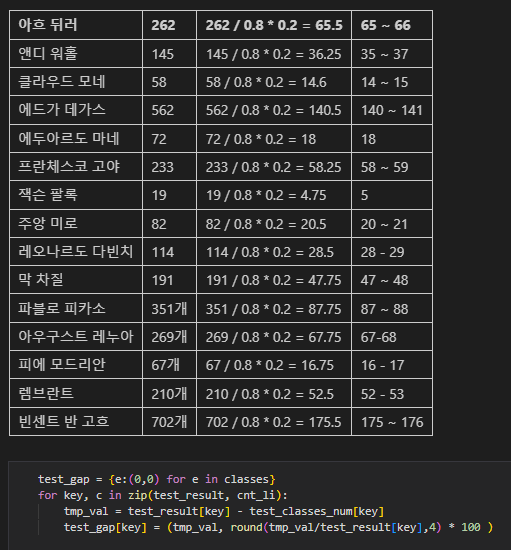 아흐 뒤러 262 262 / 0.8 * 0.2 = 65.5 65 ~ 66
앤디 워홀 145 145 / 0.8 * 0.2 = 36.25 35 ~ 37
클라우드 모네 58 58 / 0.8 * 0.2 = 14.6 14 ~ 15
에드가 데가스 562 562 / 0.8 * 0.2 = 140.5 140 ~ 141
에두아르도 마네 72 72 / 0.8 * 0.2 = 18 18
프란체스코 고야 233 233 / 0.8 * 0.2 = 58.25 58 ~ 59
잭슨 팔록 19 19 / 0.8 * 0.2 = 4.75 5
주앙 미로 82 82 / 0.8 * 0.2 = 20.5 20 ~ 21
레오나르도 다빈치 114 114 / 0.8 * 0.2 = 28.5 28 - 29
막 차질 191 191 / 0.8 * 0.2 = 47.75 47 ~ 48
파블로 피카소 351개 351 / 0.8 * 0.2 = 87.75 87 ~ 88
아우구스트 레누아 269개 269 / 0.8 * 0.2 = 67.75 67-68
피에 모드리안 67개 67 / 0.8 * 0.2 = 16.75 16 - 17
렘브란트 210개 210 / 0.8 * 0.2 = 52.5 52 - 53
빈센트 반 고흐 702개 702 / 0.8 * 0.2 = 175.5 175 ~ 176
test_gap = {e:(0,0) for e in classes}
for key, c in zip(test_result, cnt_li):
tmp_val = test_result[key] - test_classes_num[key]
test_gap[key] = (tmp_val, round(tmp_val/test_result[key],4) * 100 )